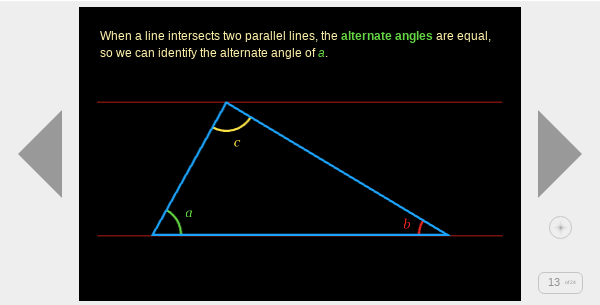 When a line intersects two parallel lines, the alternate angles are equal,
so we can identify the alternate angle of a.
c
a
b
13